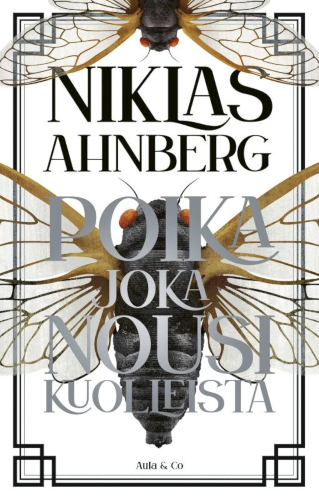 NIKLAS
AHNBERG
POIKA
JOKA
NOUSI
KUOLLEISTA
Aula & Co